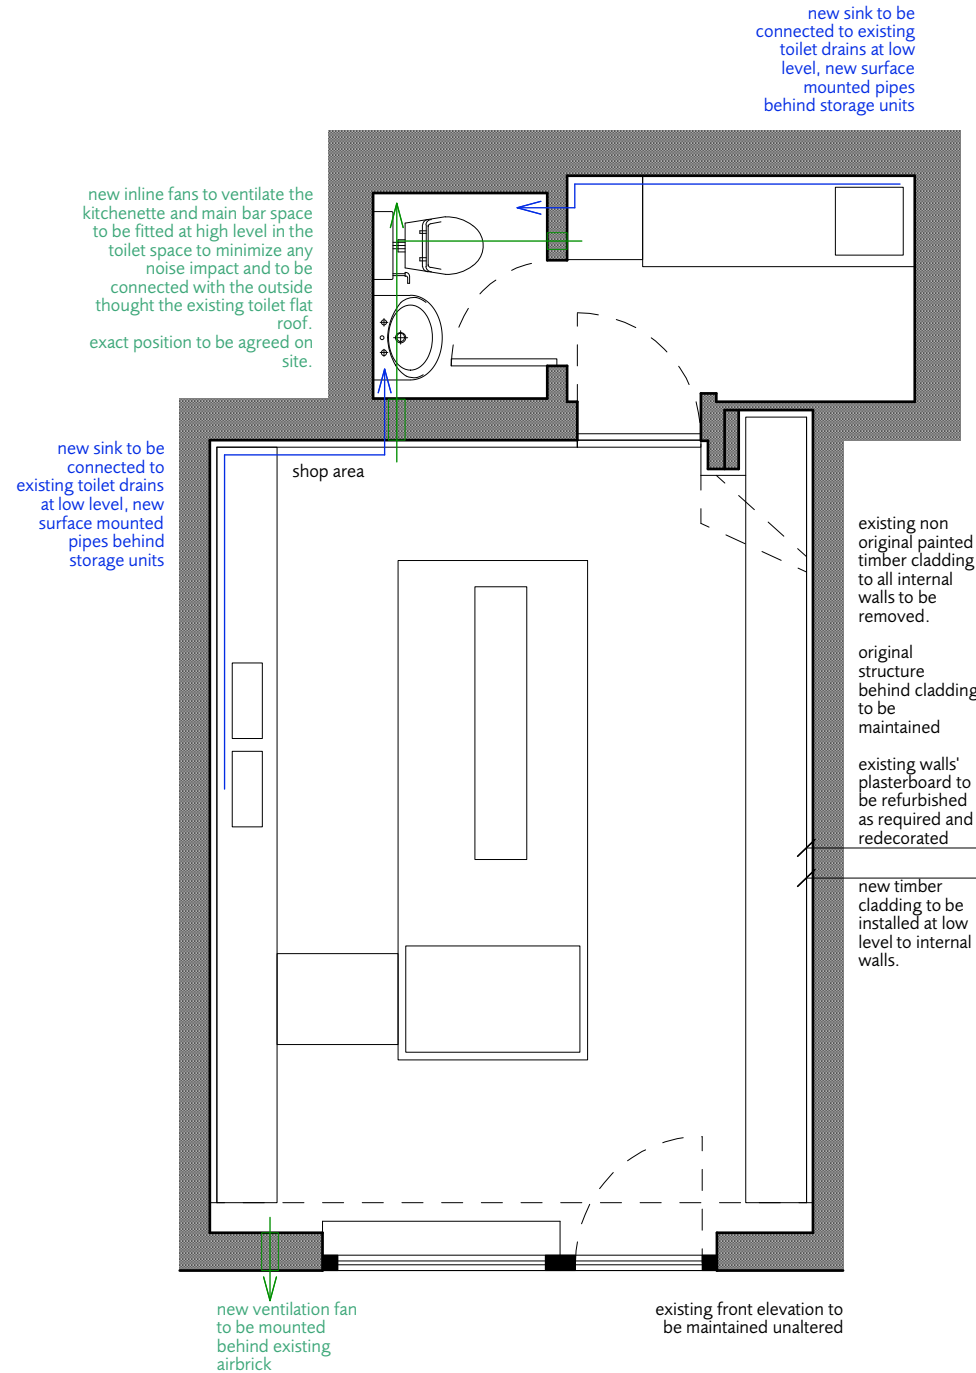 new sink to be
connected to existing
toilet drains at low
level, new surface
mounted pipes
behind storage units
new inline fans to ventilate the
kitchenette and main bar space
to be fitted at high level in the
toilet space to minimize any
noise impact and to be
connected with the outside
thought the existing toilet flat
roof.
exact position to be agreed on
site.
new sink to be
connected to
existing toilet drains
at low level, new
surface mounted
pipes behind
storage units
shop area
existing non
original painted
timber cladding
to all internal
walls to be
removed.
original
structure
behind cladding
to be
maintained
existing walls'
plasterboard to
be refurbished
as required and
redecorated
new timber
cladding to be
installed at low
level to internal
walls.
new ventilation fan
to be mounted
behind existing
airbrick
existing front elevation to
be maintained unaltered